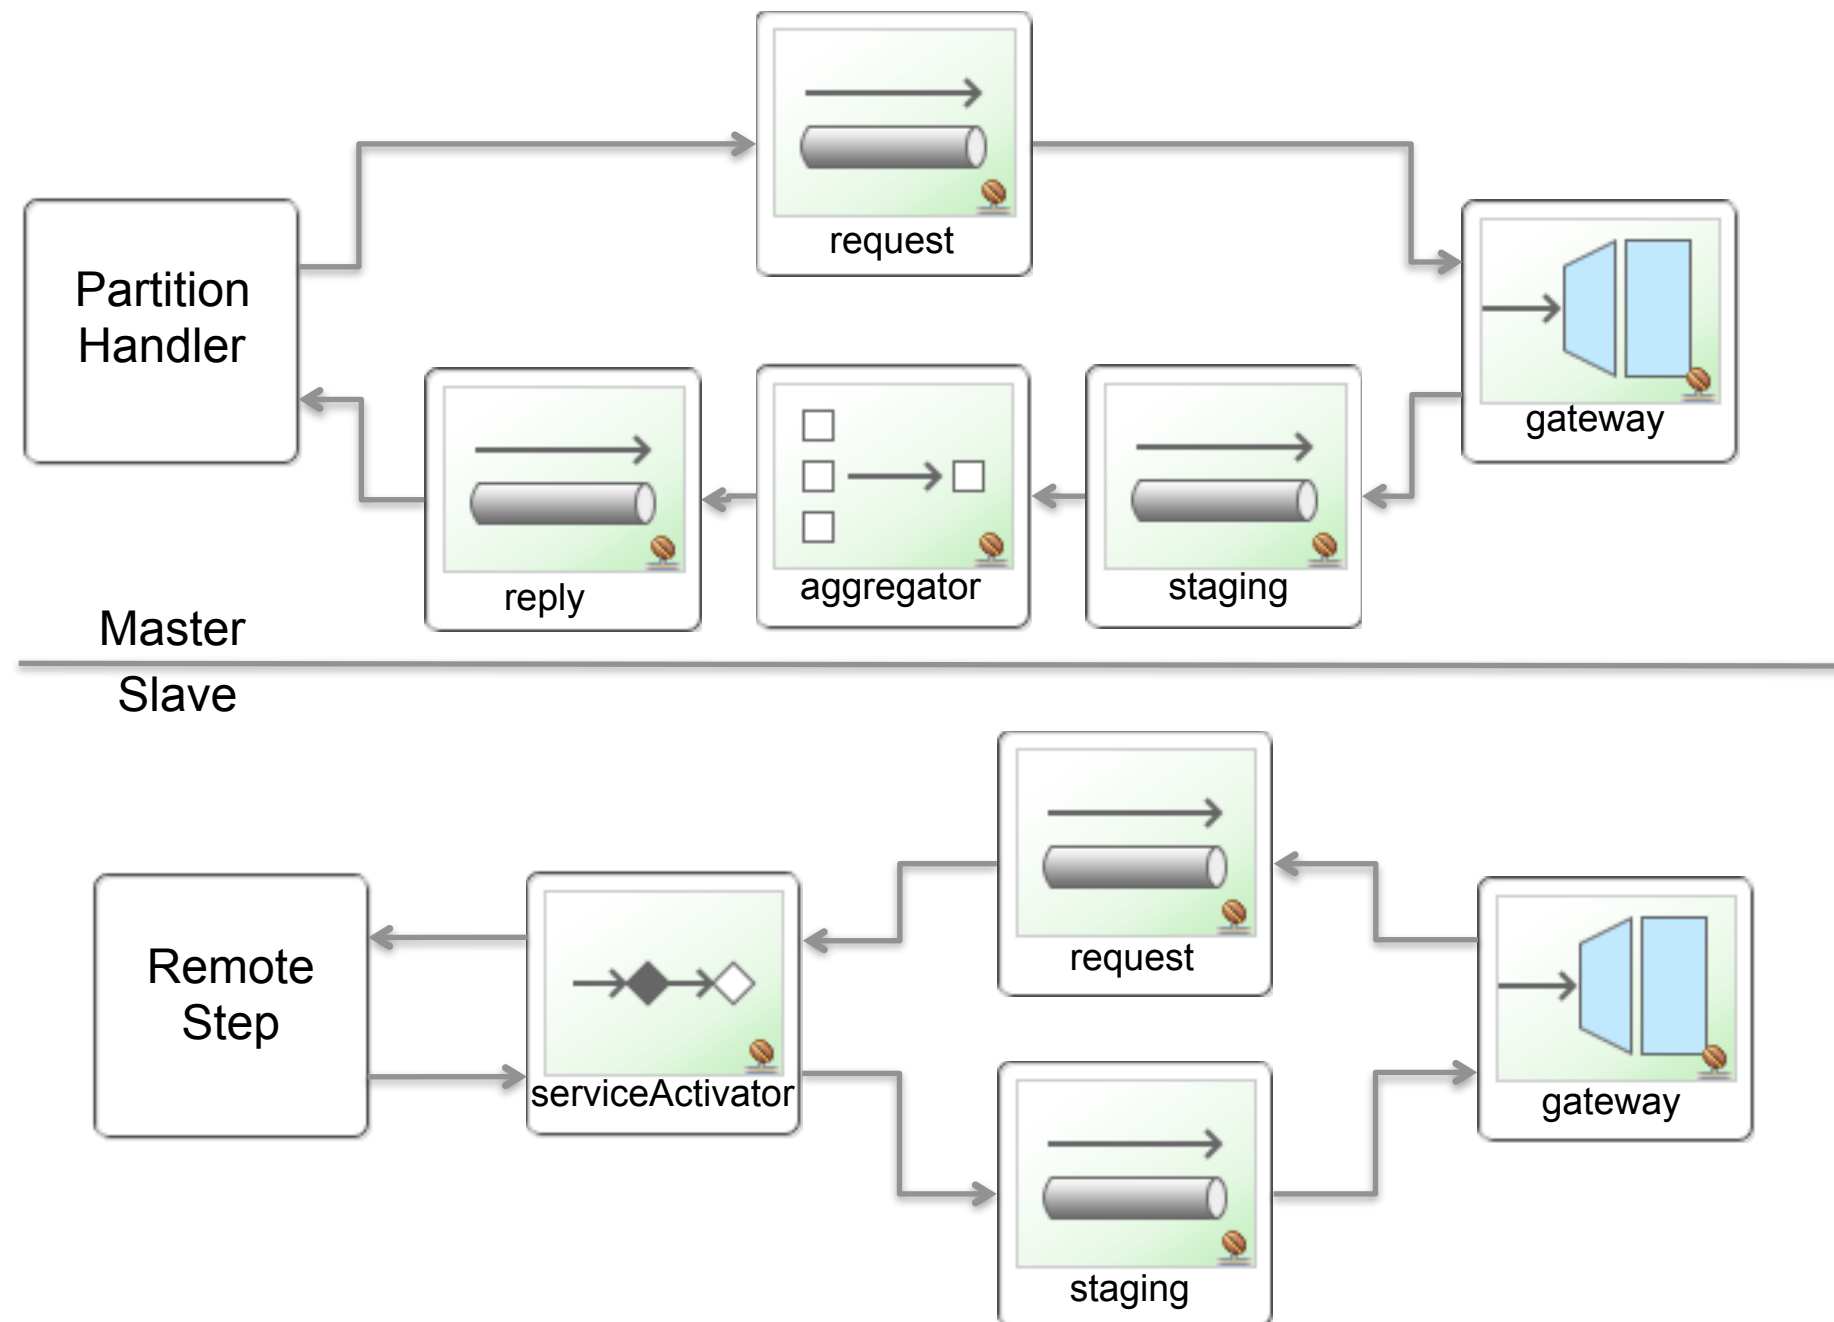 request
Partition
Handler
gateway
reply
aggregator
staging
Master
Slave
request
Remote
Step
serviceActivator
gateway
staging